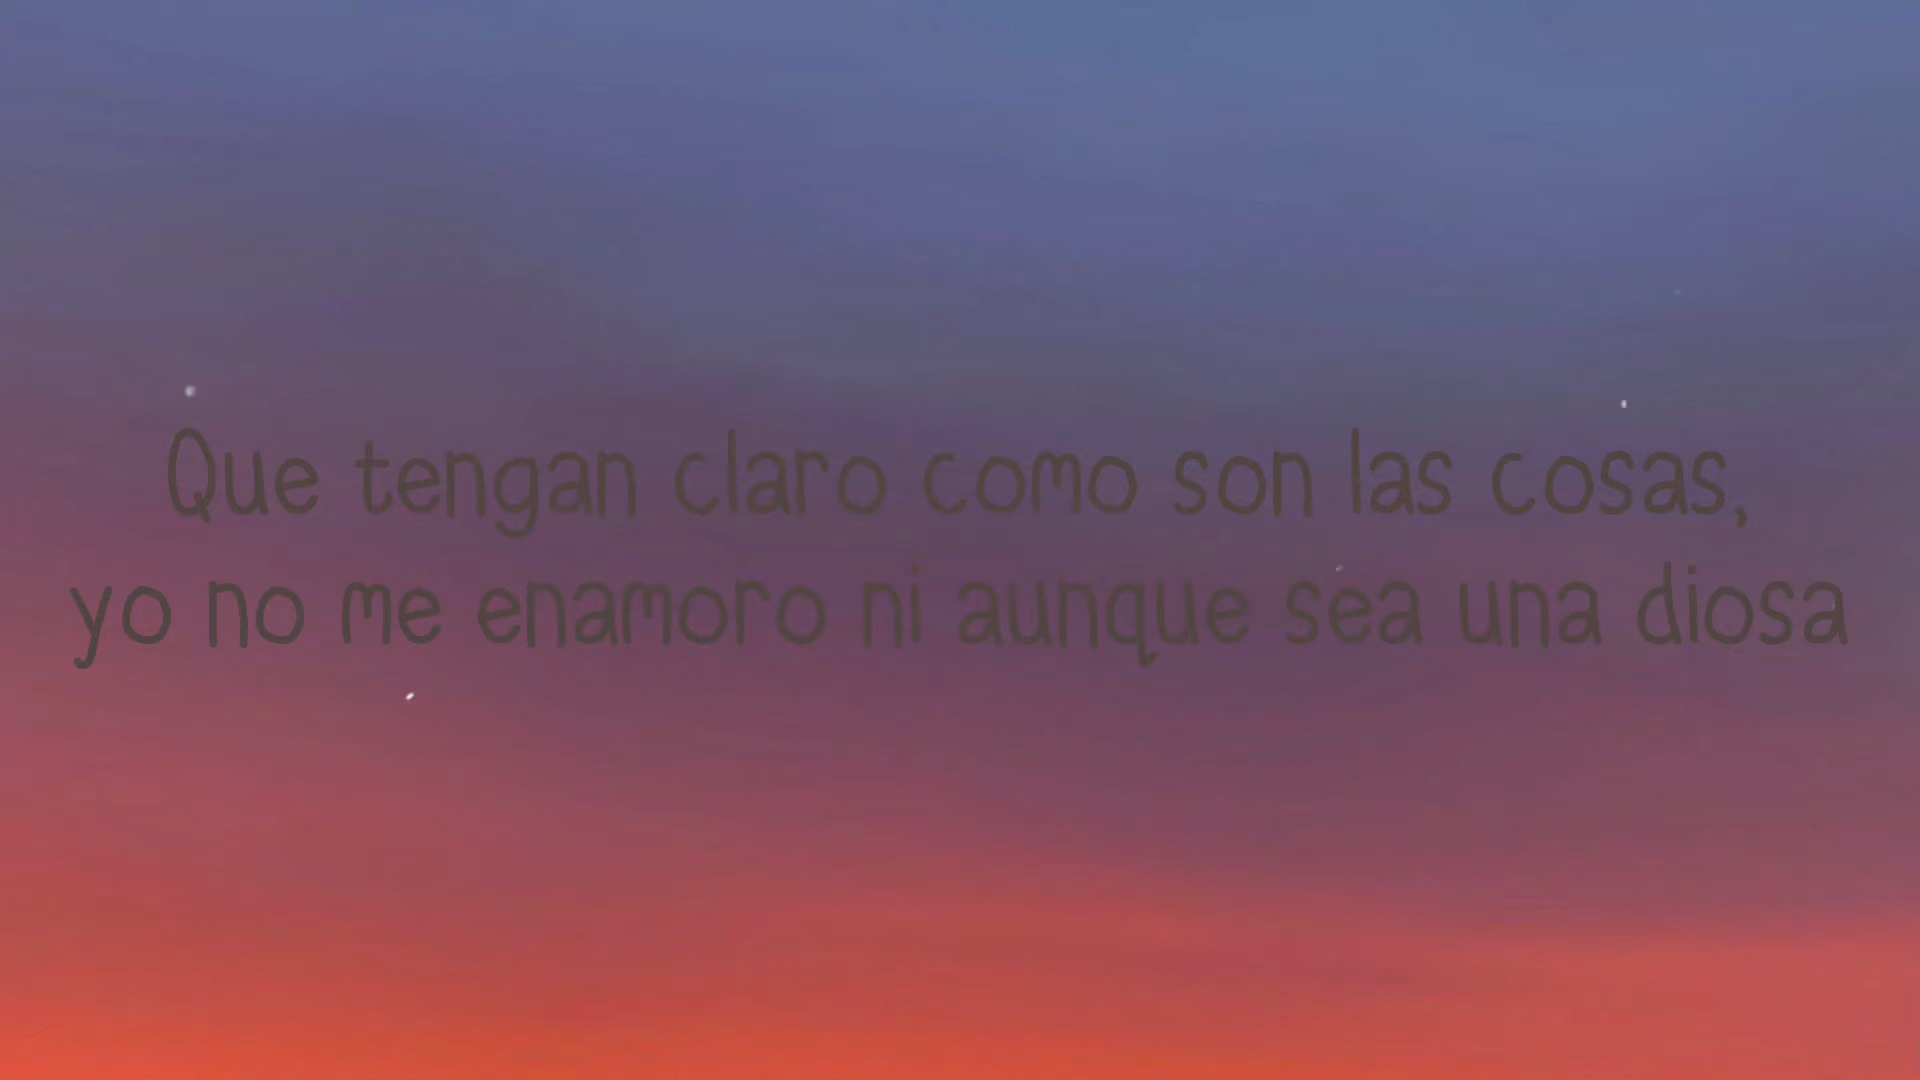 Que tengan claro como son las cosas,
yo no me enamoro ni aunque sea una diosa